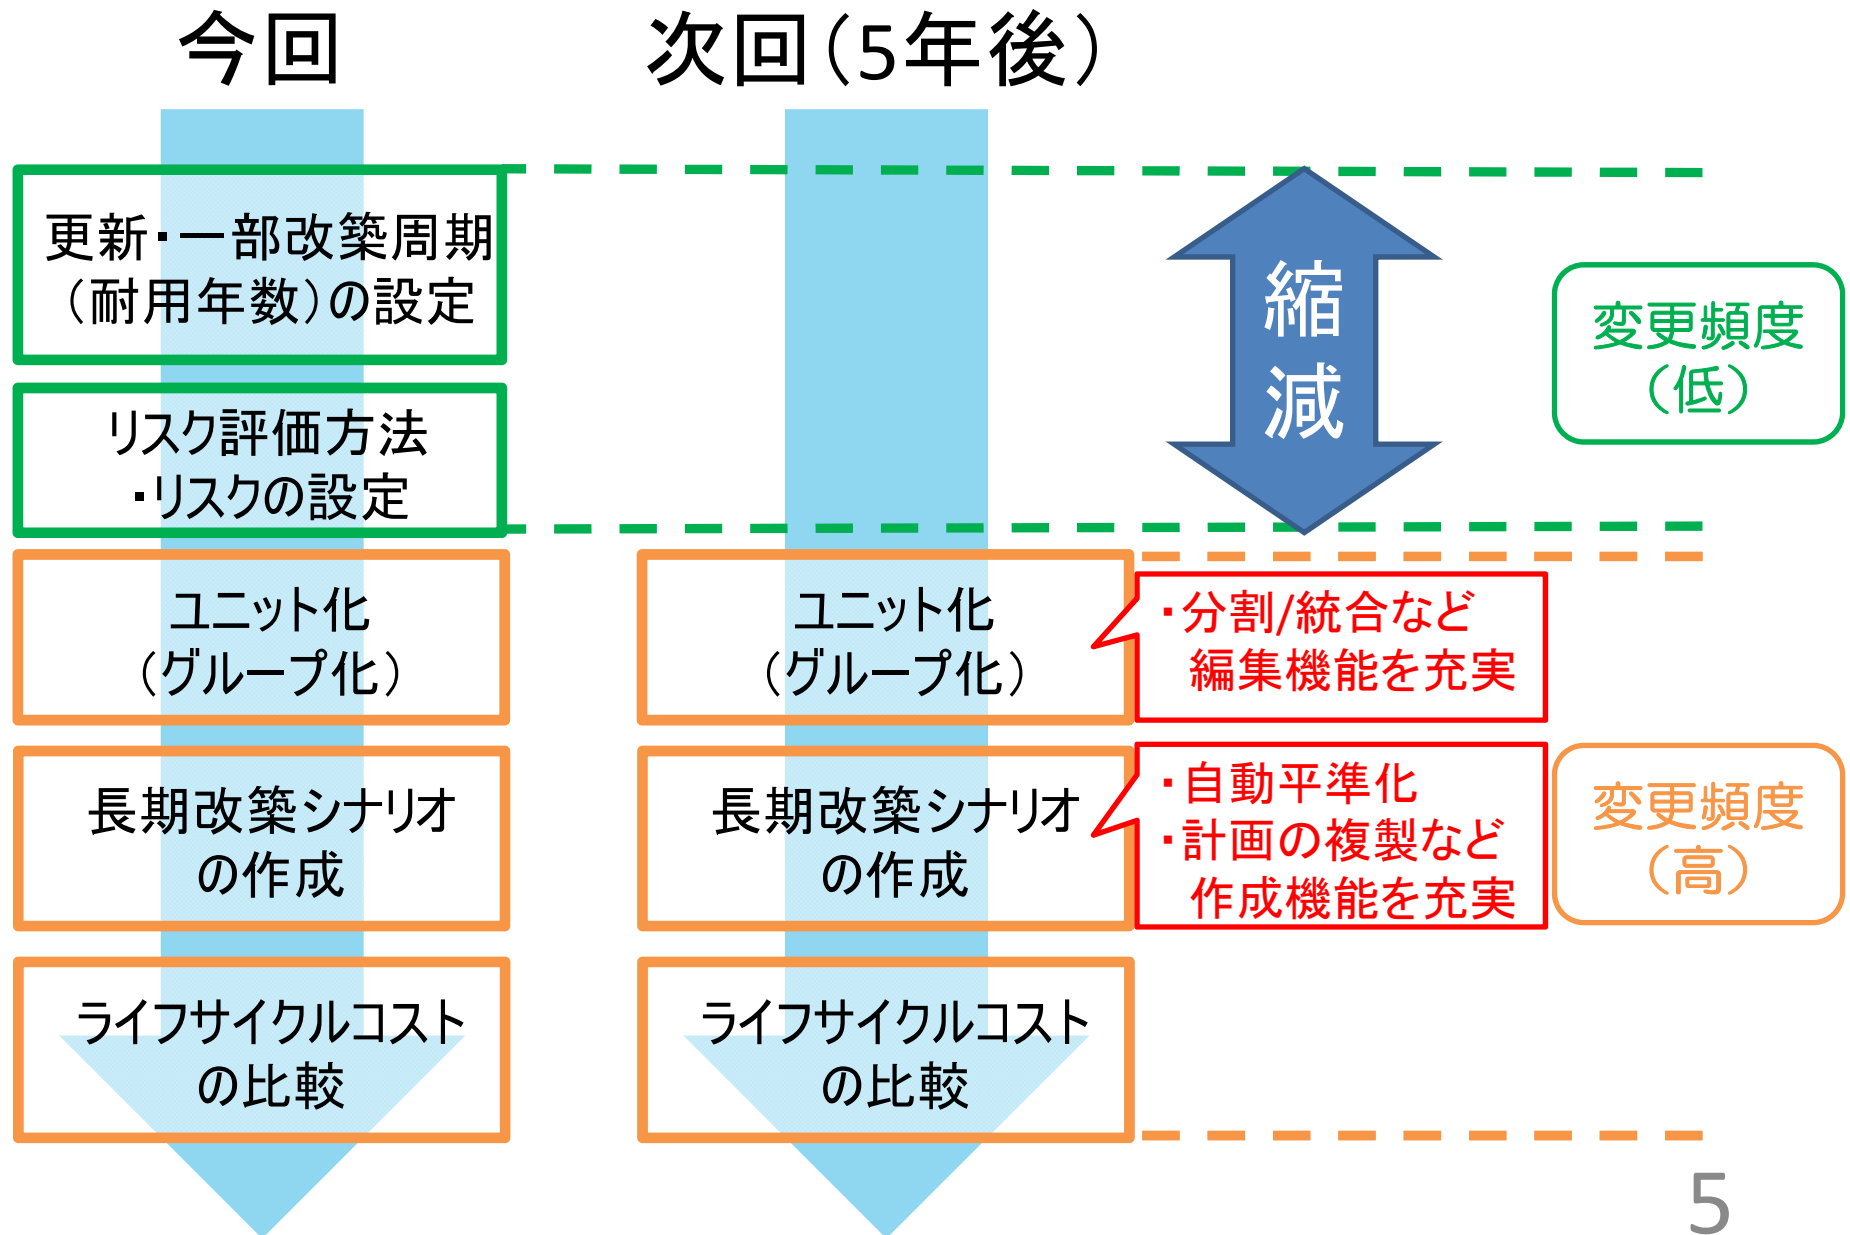 今回
次回（5年後）
更新・一部改築周期
（耐用年数）の設定
リスク評価方法
・リスクの設定
ユニット化
（グループ化）
長期改築シナリオ
の作成
ライフサイクルコスト
の比較
ユニット化
（グループ化）
長期改築シナリオ
の作成
ライフサイクルコスト
の比較
縮
減
変更頻度
（低）
・分割/統合など
編集機能を充実
・自動平準化
・計画の複製など
作成機能を充実
変更頻度
（高）
5